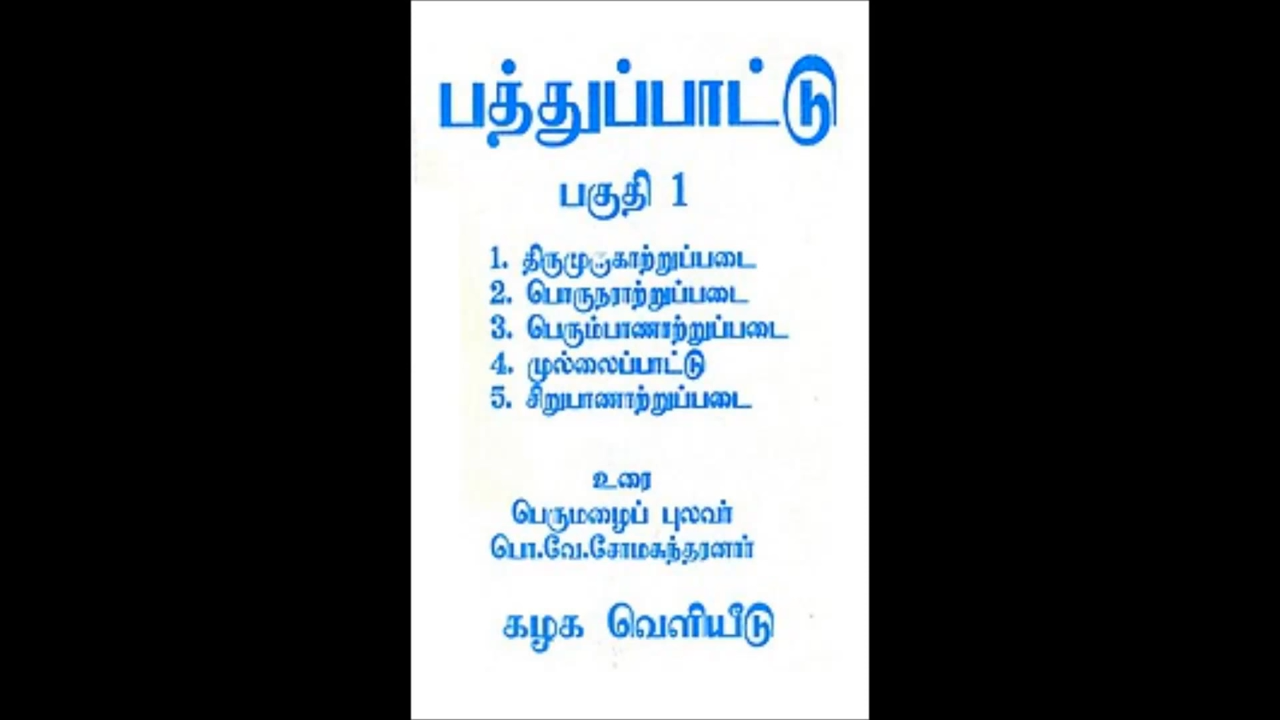 பத்துப்பாட்டு
பகுதி 1
1. திருமுருகாற்றுப்படை
2. பொருநராற்றுப்படை
3. பெரும்பாணாற்றுப்படை
4. முல்லைப்பாட்டு
5. சிறுபாணாற்றுப்படை
உரை
பெருமழைப் புலவர்
பொ.வே.சோமசுந்தரனார்
கழக வெளியீடு